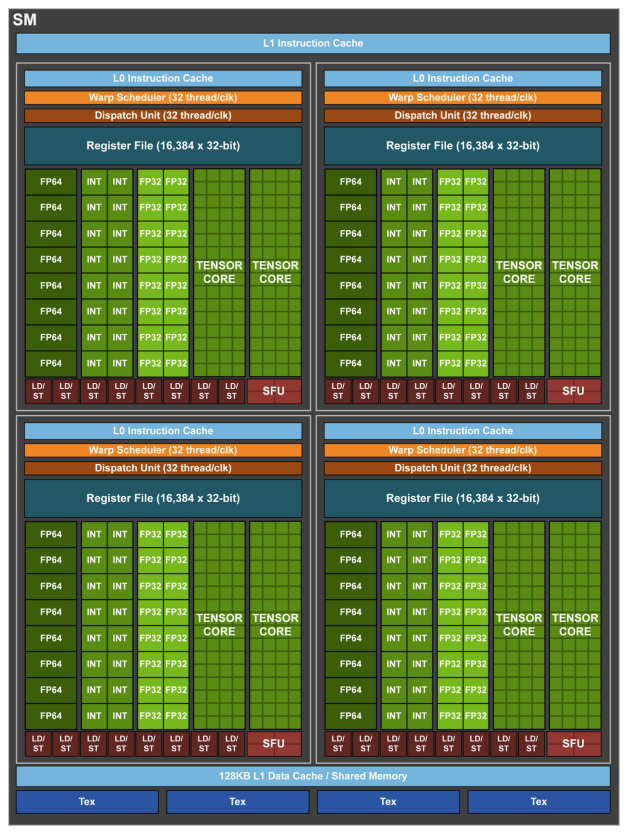 SM
L1 Instruction Cache
L0 Instruction Cache
Warp Scheduler (32 thread/clk)
Dispatch Unit (32 thread/clk)
Register File (16,384 x 32-bit)
FP64 INT INT FP32 FP32
FP64 INT INT FP32 FP32
FP64 INT INT FP32 FP32
FP64 INT INT FP32 FP32
TENSOR CORE TENSOR CORE
FP64 INT INT FP32 FP32
FP64 INT INT FP32 FP32
FP64 INT INT FP32 FP32
FP64 INT INT FP32 FP32
LD/ST LD/ST LD/ST LD/ST LD/ST LD/ST LD/ST LD/ST SFU
L0 Instruction Cache
Warp Scheduler (32 thread/clk)
Dispatch Unit (32 thread/clk)
Register File (16,384 x 32-bit)
FP64 INT INT FP32 FP32
FP64 INT INT FP32 FP32
FP64 INT INT FP32 FP32
FP64 INT INT FP32 FP32
TENSOR CORE TENSOR CORE
FP64 INT INT FP32 FP32
FP64 INT INT FP32 FP32
FP64 INT INT FP32 FP32
FP64 INT INT FP32 FP32
LD/ST LD/ST LD/ST LD/ST LD/ST LD/ST LD/ST LD/ST SFU
L0 Instruction Cache
Warp Scheduler (32 thread/clk)
Dispatch Unit (32 thread/clk)
Register File (16,384 x 32-bit)
FP64 INT INT FP32 FP32
FP64 INT INT FP32 FP32
FP64 INT INT FP32 FP32
FP64 INT INT FP32 FP32
TENSOR CORE TENSOR CORE
FP64 INT INT FP32 FP32
FP64 INT INT FP32 FP32
FP64 INT INT FP32 FP32
FP64 INT INT FP32 FP32
LD/ST LD/ST LD/ST LD/ST LD/ST LD/ST LD/ST LD/ST SFU
L0 Instruction Cache
Warp Scheduler (32 thread/clk)
Dispatch Unit (32 thread/clk)
Register File (16,384 x 32-bit)
FP64 INT INT FP32 FP32
FP64 INT INT FP32 FP32
FP64 INT INT FP32 FP32
FP64 INT INT FP32 FP32
TENSOR CORE TENSOR CORE
FP64 INT INT FP32 FP32
FP64 INT INT FP32 FP32
FP64 INT INT FP32 FP32
FP64 INT INT FP32 FP32
LD/ST LD/ST LD/ST LD/ST LD/ST LD/ST LD/ST LD/ST SFU
128KB L1 Data Cache / Shared Memory
Tex Tex Tex Tex